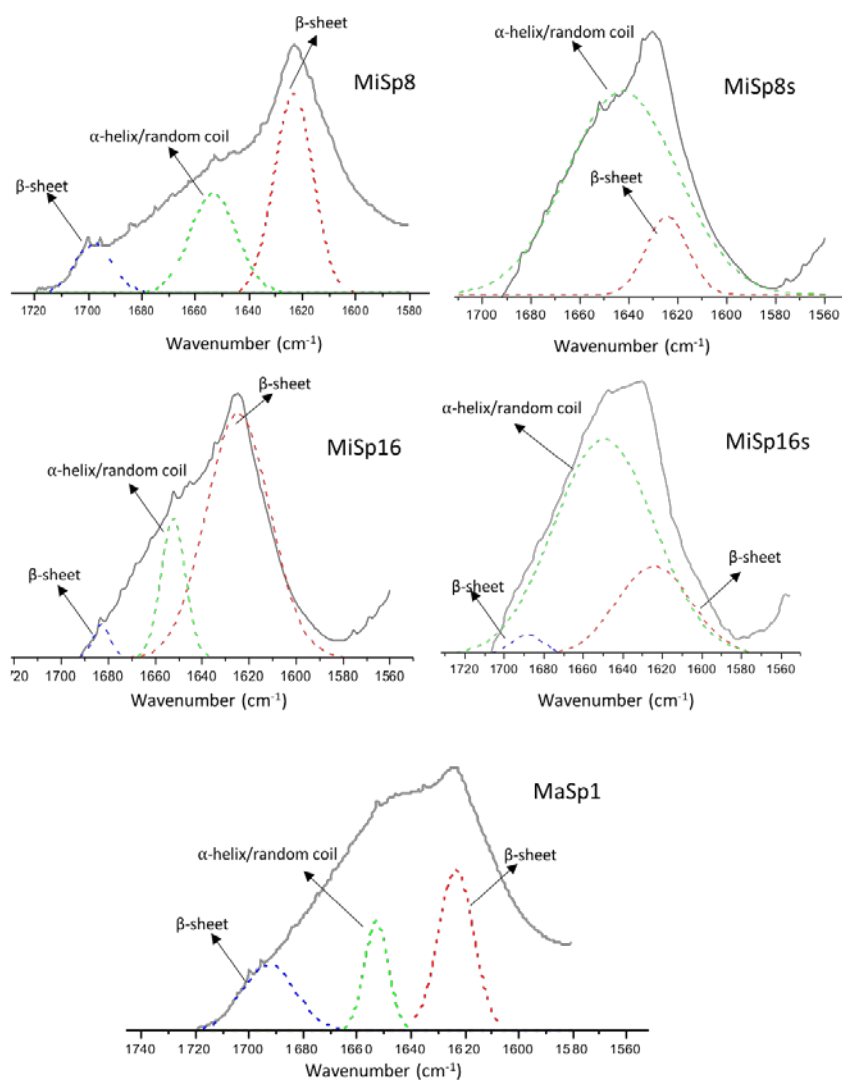 β-sheet
MiSp8
α-helix/random coil
β-sheet
1720 1700 1680 1660 1640 1620 1600 1580
Wavenumber (cm⁻¹)
α-helix/random coil
MiSp8s
β-sheet
1700 1680 1660 1640 1620 1600 1580 1560
Wavenumber (cm⁻¹)
β-sheet
MiSp16
α-helix/random coil
β-sheet
20 1700 1680 1660 1640 1620 1600 1580 1560
Wavenumber (cm⁻¹)
α-helix/random coil
MiSp16s
β-sheet
β-sheet
1720 1700 1680 1660 1640 1620 1600 1580 1560
Wavenumber (cm⁻¹)
MaSp1
α-helix/random coil
β-sheet
β-sheet
1740 1720 1700 1680 1660 1640 1620 1600 1580 1560
Wavenumber (cm⁻¹)